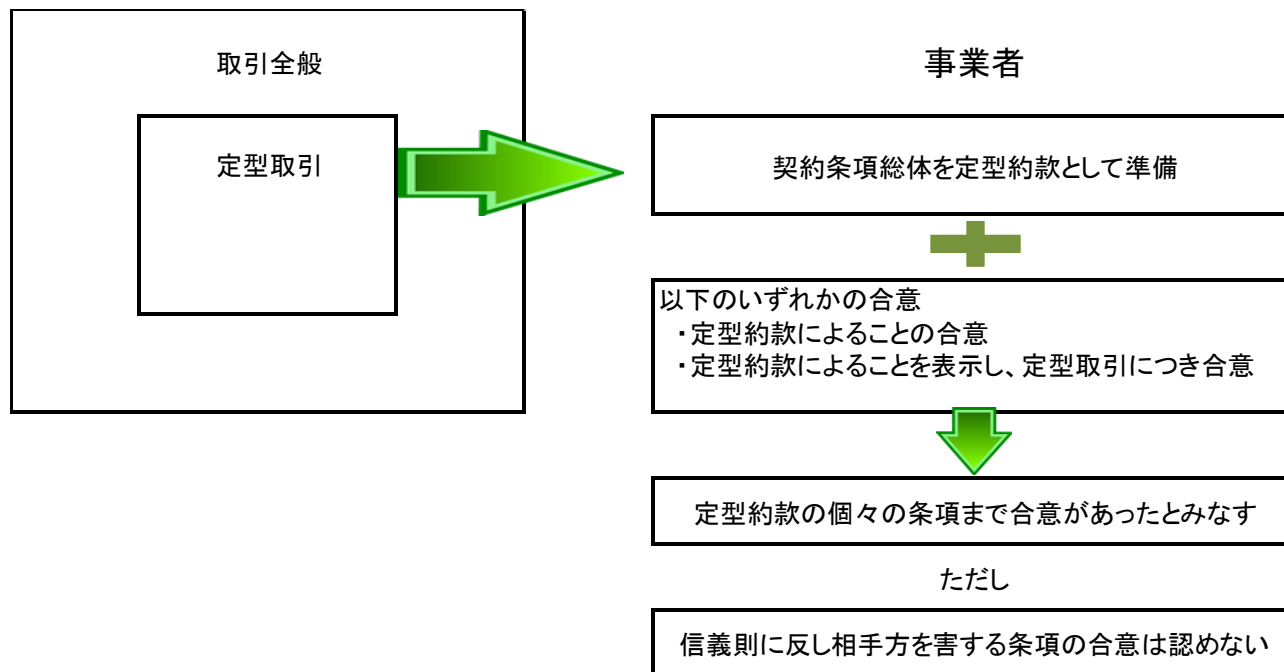 取引全般
定型取引
事業者
契約条項総体を定型約款として準備
以下のいずれかの合意
・定型約款によることの合意
・定型約款によることを表示し、定型取引につき合意
定型約款の個々の条項まで合意があったとみなす
ただし
信義則に反し相手方を害する条項の合意は認めない